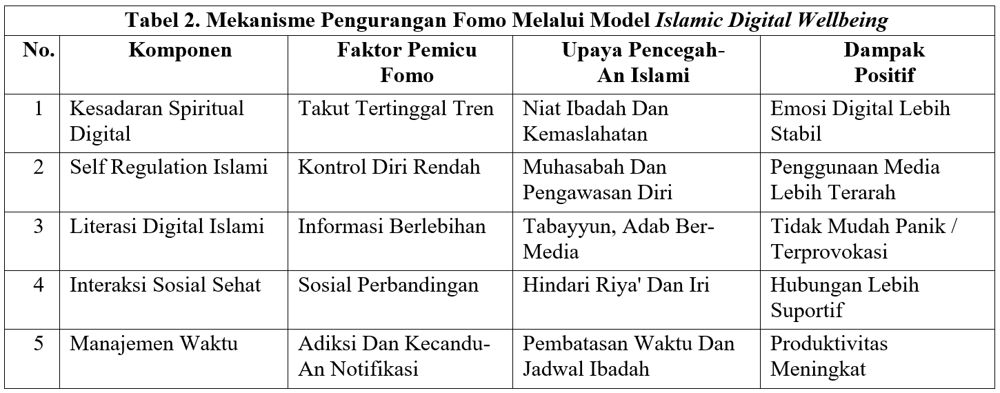 Tabel 2. Mekanisme Pengurangan Fomo Melalui Model Islamic Digital Wellbeing
No. Komponen Faktor Pemicu Fomo Upaya Pencegah-An Islami Dampak Positif
1 Kesadaran Spiritual Digital Takut Tertinggal Tren Niat Ibadah Dan Kemaslahatan Emosi Digital Lebih Stabil
2 Self Regulation Islami Kontrol Diri Rendah Muhasabah Dan Pengawasan Diri Penggunaan Media Lebih Terarah
3 Literasi Digital Islami Informasi Berlebihan Tabayyun, Adab Ber-Media Tidak Mudah Panik / Terprovokasi
4 Interaksi Sosial Sehat Sosial Perbandingan Hindari Riya' Dan Iri Hubungan Lebih Suportif
5 Manajemen Waktu Adiksi Dan Kecandu-An Notifikasi Pembatasan Waktu Dan Jadwal Ibadah Produktivitas Meningkat